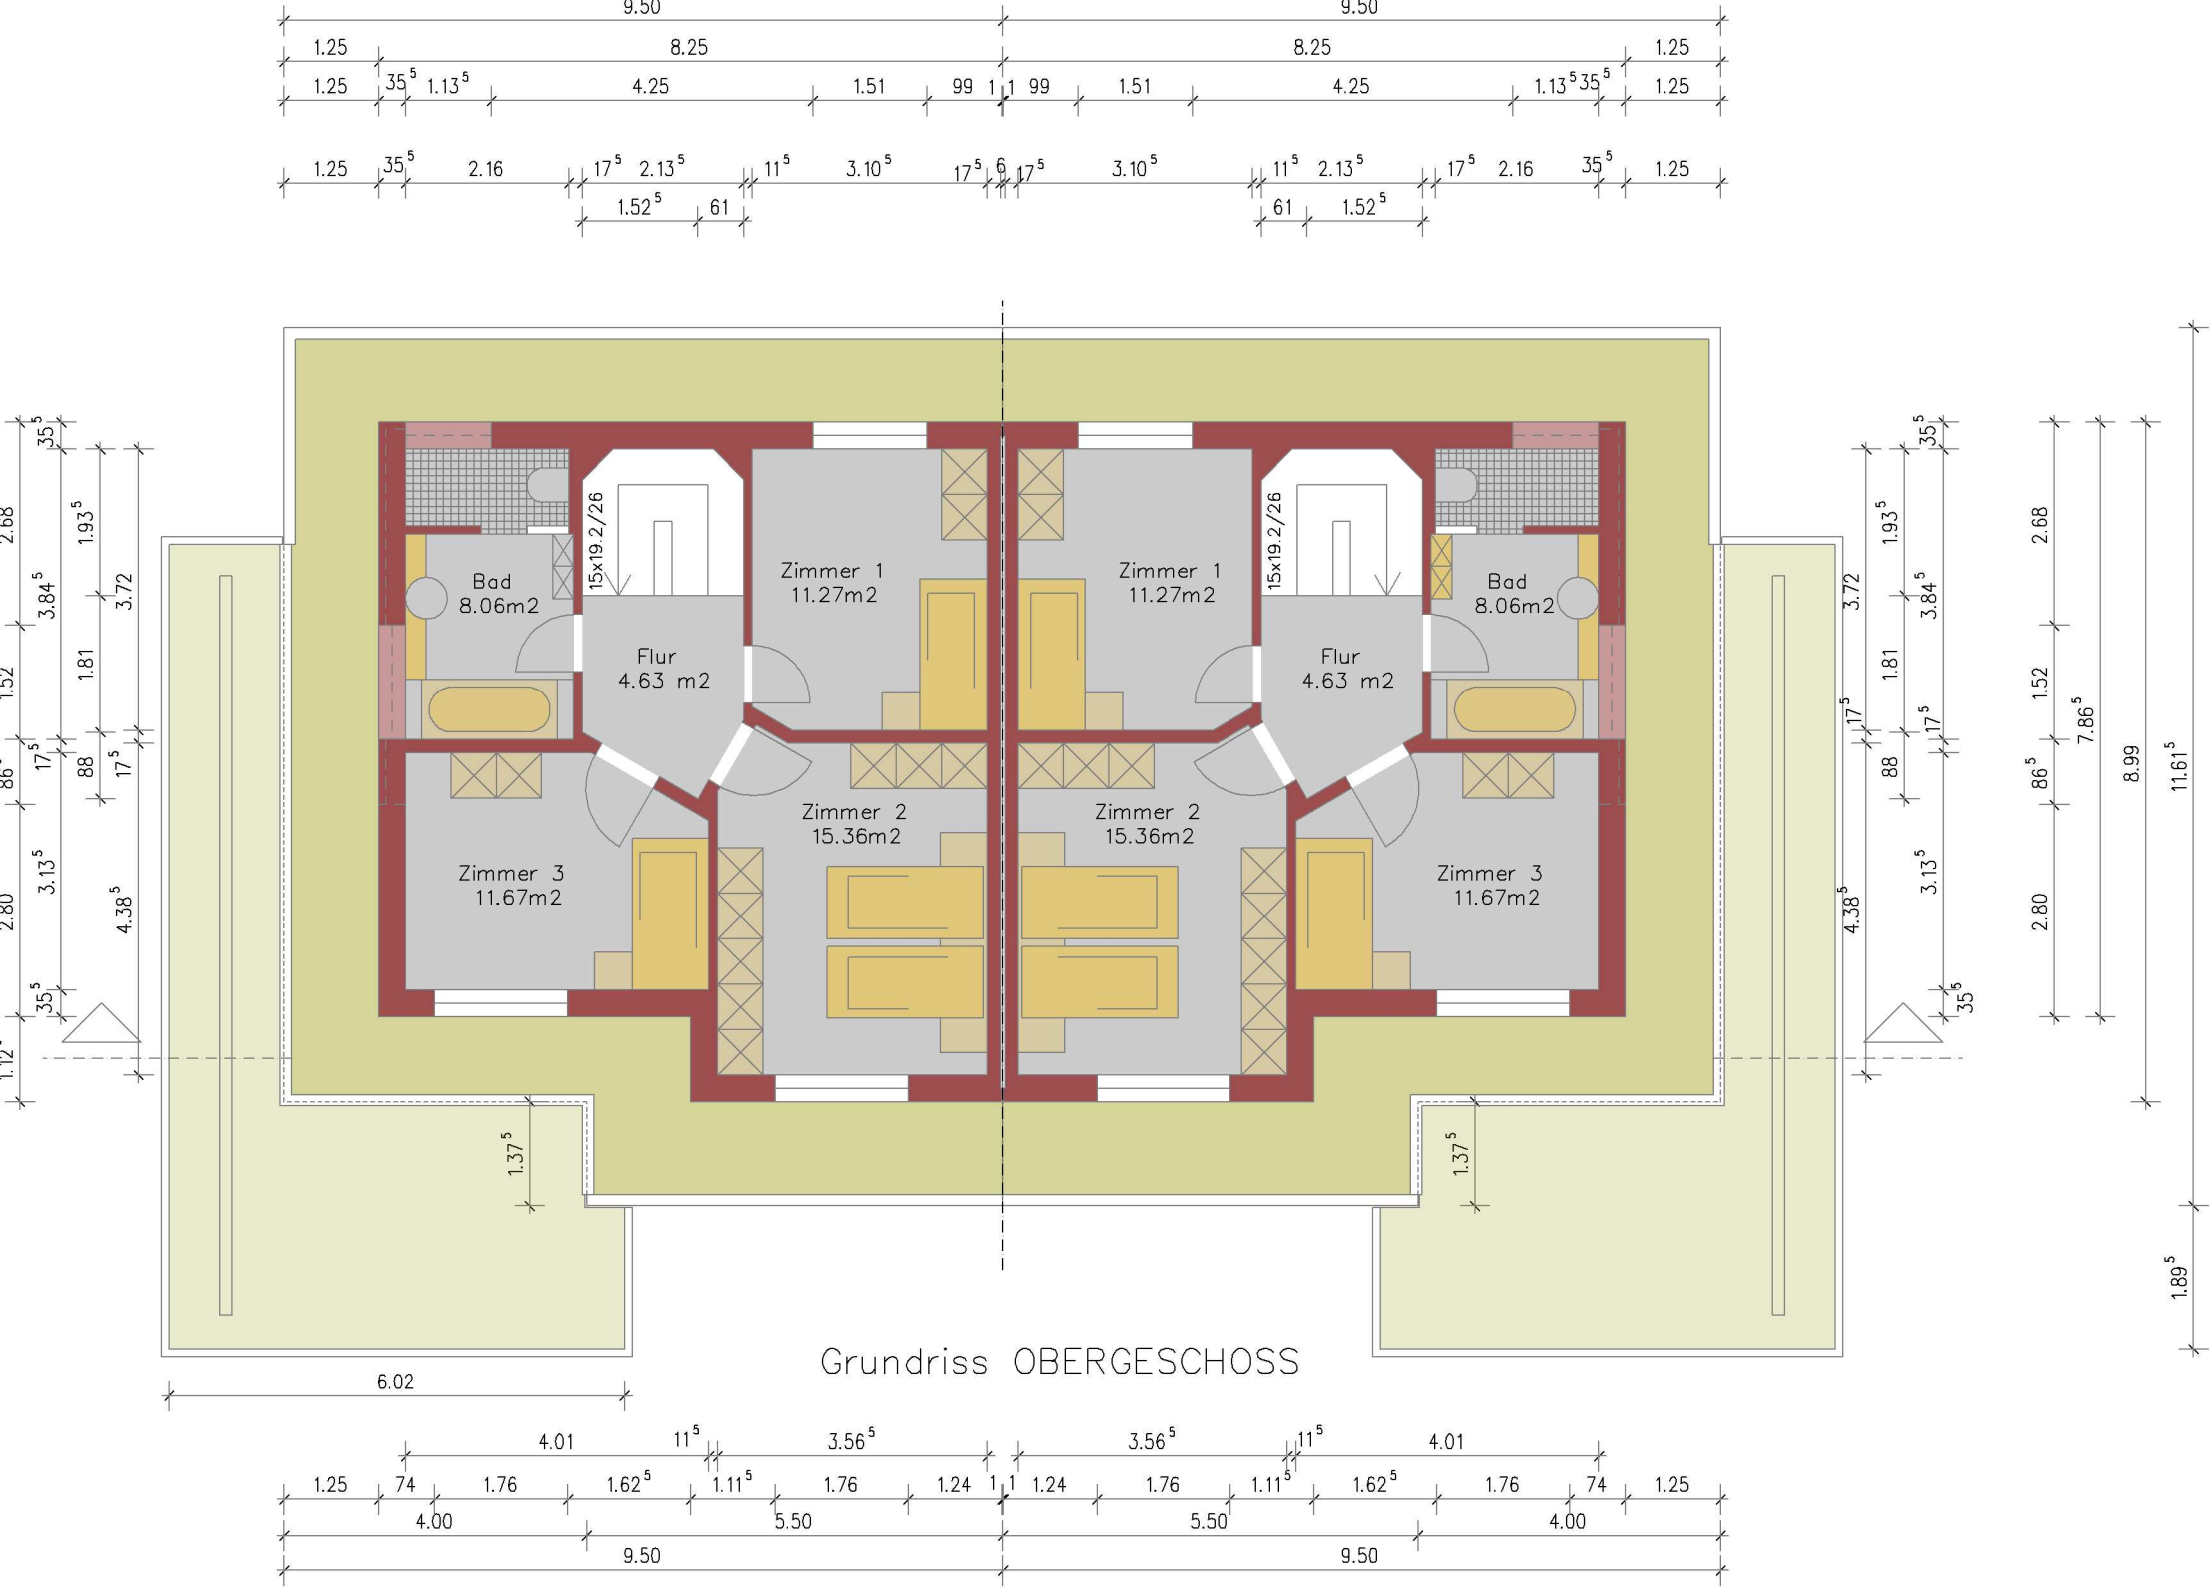 9.50 9.50
1.25 8.25 8.25 1.25
1.25 35⁵ 1.13⁵ 4.25 1.51 99 1 1 99 1.51 4.25 1.13⁵ 35⁵ 1.25
1.25 35⁵ 2.16 17⁵ 2.13⁵ 11⁵ 3.10⁵ 17⁵ 6 17⁵ 3.10⁵ 11⁵ 2.13⁵ 17⁵ 2.16 35⁵ 1.25
1.52⁵ 61 61 1.52⁵
2.68
1.52
86⁵
2.80
1.12⁵
35⁵
3.84⁵
17⁵
3.13⁵
35⁵
1.93⁵
1.81
88
3.72
17⁵
4.38⁵
15x19.2/26
Bad
8.06m2
Flur
4.63 m2
Zimmer 1
11.27m2
Zimmer 2
15.36m2
Zimmer 3
11.67m2
1.37⁵
Zimmer 1
11.27m2
15x19.2/26
Flur
4.63 m2
Bad
8.06m2
Zimmer 2
15.36m2
Zimmer 3
11.67m2
1.37⁵
3.72
17⁵
4.38⁵
1.93⁵
1.81
88
35⁵
3.84⁵
17⁵
3.13⁵
35⁵
2.68
1.52
86⁵
2.80
7.86⁵
8.99
11.61⁵
1.89⁵
Grundriss OBERGESCHOSS
6.02
4.01 11⁵ 3.56⁵ 3.56⁵ 11⁵ 4.01
1.25 74 1.76 1.62⁵ 1.11⁵ 1.76 1.24 1 1 1.24 1.76 1.11⁵ 1.62⁵ 1.76 74 1.25
4.00 5.50 5.50 4.00
9.50 9.50